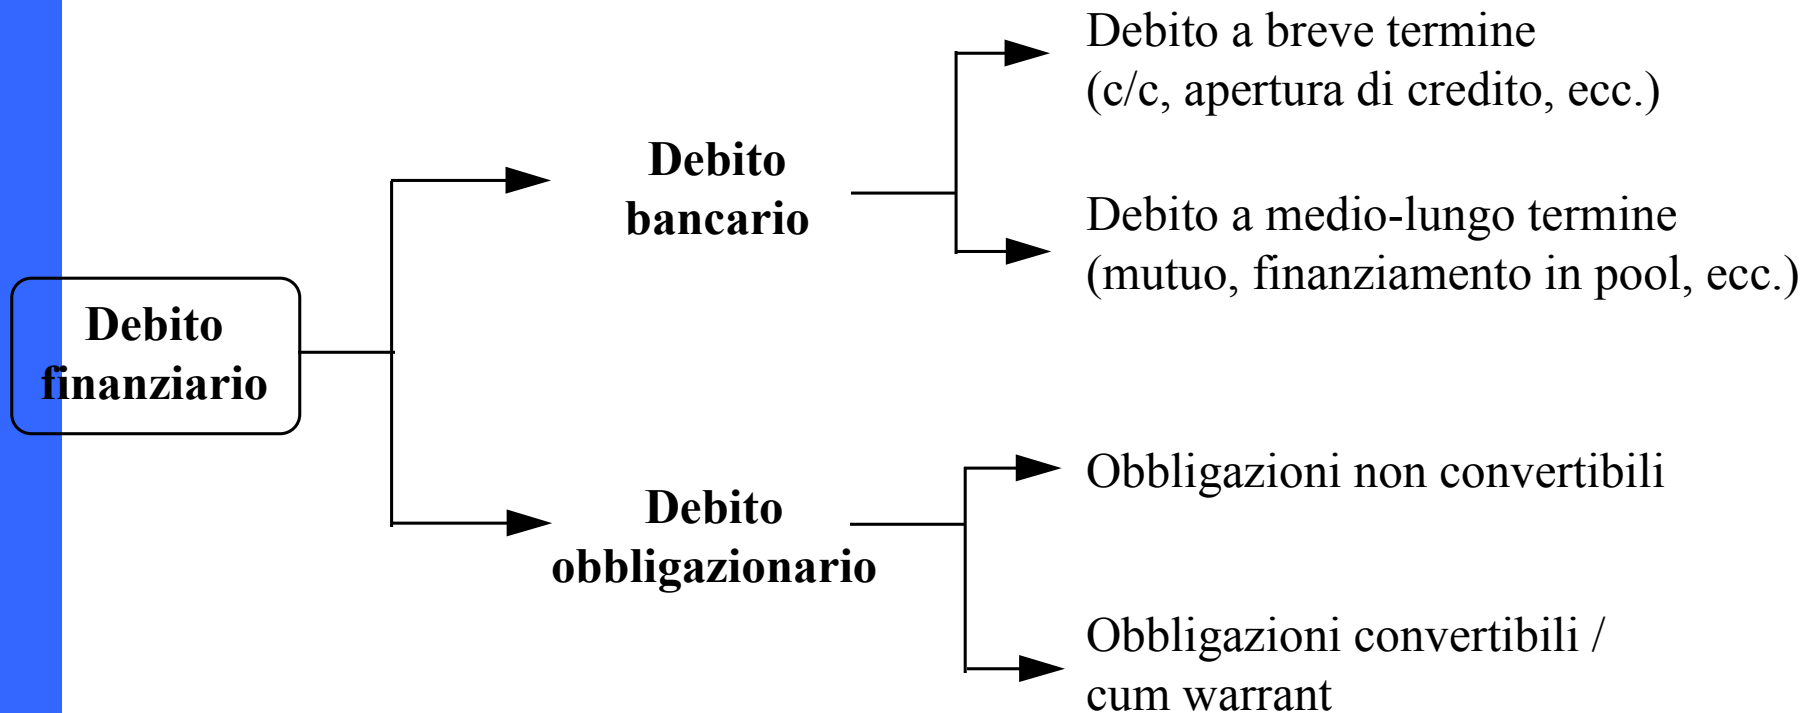 Debito
finanziario
Debito
bancario
Debito a breve termine
(c/c, apertura di credito, ecc.)
Debito a medio-lungo termine
(mutuo, finanziamento in pool, ecc.)
Debito
obbligazionario
Obbligazioni non convertibili
Obbligazioni convertibili /
cum warrant